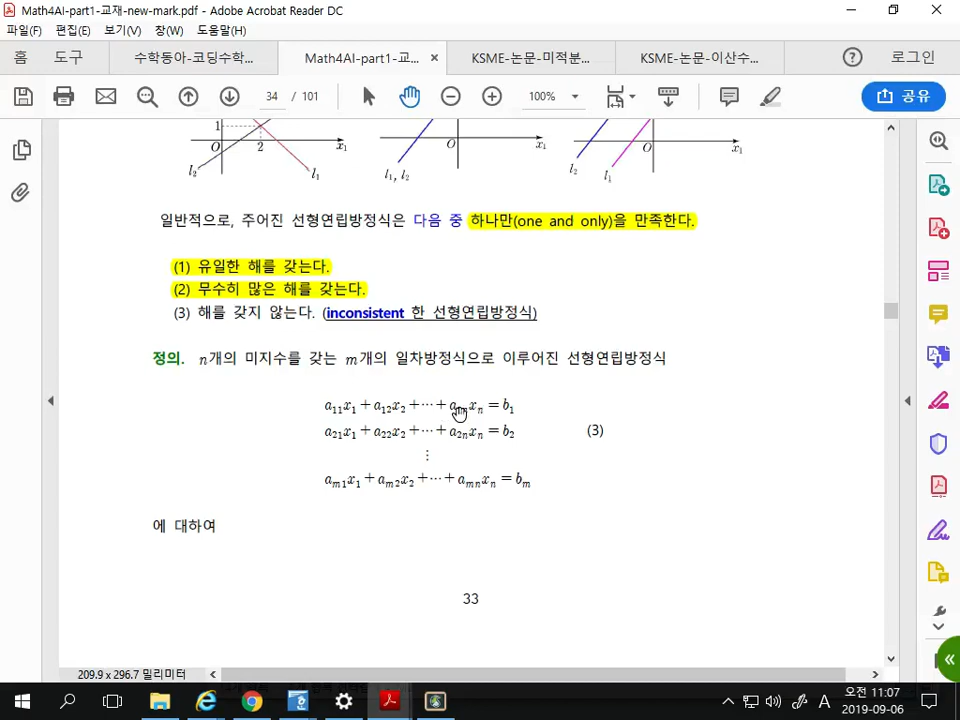 Math4AI-part1-교재-new-mark.pdf - Adobe Acrobat Reader DC
파일(F) 편집(E) 보기(V) 창(W) 도움말(H)
홈 도구 수학동아-코딩수학... Math4AI-part1-교... × KSME-논문-미적분... KSME-논문-이산수... 로그인
34 / 101 100% 공유
1
O 2 x₁ O x₁ O x₁
l₂ l₁ l₁, l₂ l₂ l₁
일반적으로, 주어진 선형연립방정식은 다음 중 하나만(one and only)을 만족한다.
(1) 유일한 해를 갖는다.
(2) 무수히 많은 해를 갖는다.
(3) 해를 갖지 않는다. (inconsistent 한 선형연립방정식)
정의. n개의 미지수를 갖는 m개의 일차방정식으로 이루어진 선형연립방정식
a₁₁x₁ + a₁₂x₂ + ⋯ + a₁ₙxₙ = b₁
a₂₁x₁ + a₂₂x₂ + ⋯ + a₂ₙxₙ = b₂ (3)
⋮
aₘ₁x₁ + aₘ₂x₂ + ⋯ + aₘₙxₙ = bₘ
에 대하여
33
209.9 x 296.7 밀리미터
A 오전 11:07
2019-09-06